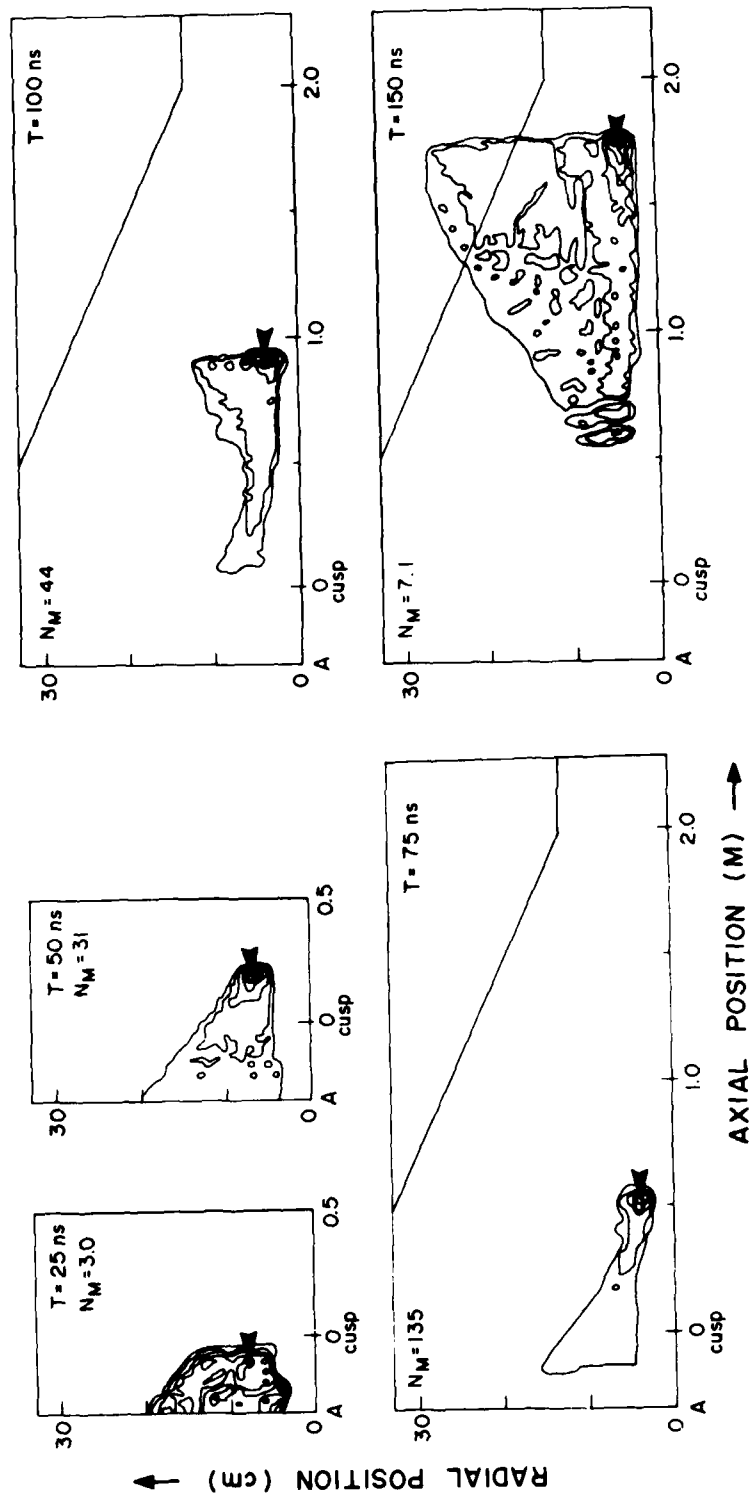 T = 25 ns
N_M = 3.0
30
0
A
0
cusp
0.5
T = 50 ns
N_M = 31
30
0
A
0
cusp
0.5
N_M = 44
T = 100 ns
30
0
A
0
cusp
1.0
2.0
N_M = 135
T = 75 ns
30
0
A
0
cusp
1.0
2.0
N_M = 7.1
T = 150 ns
30
0
A
0
cusp
1.0
2.0
RADIAL POSITION (cm)
AXIAL POSITION (M)